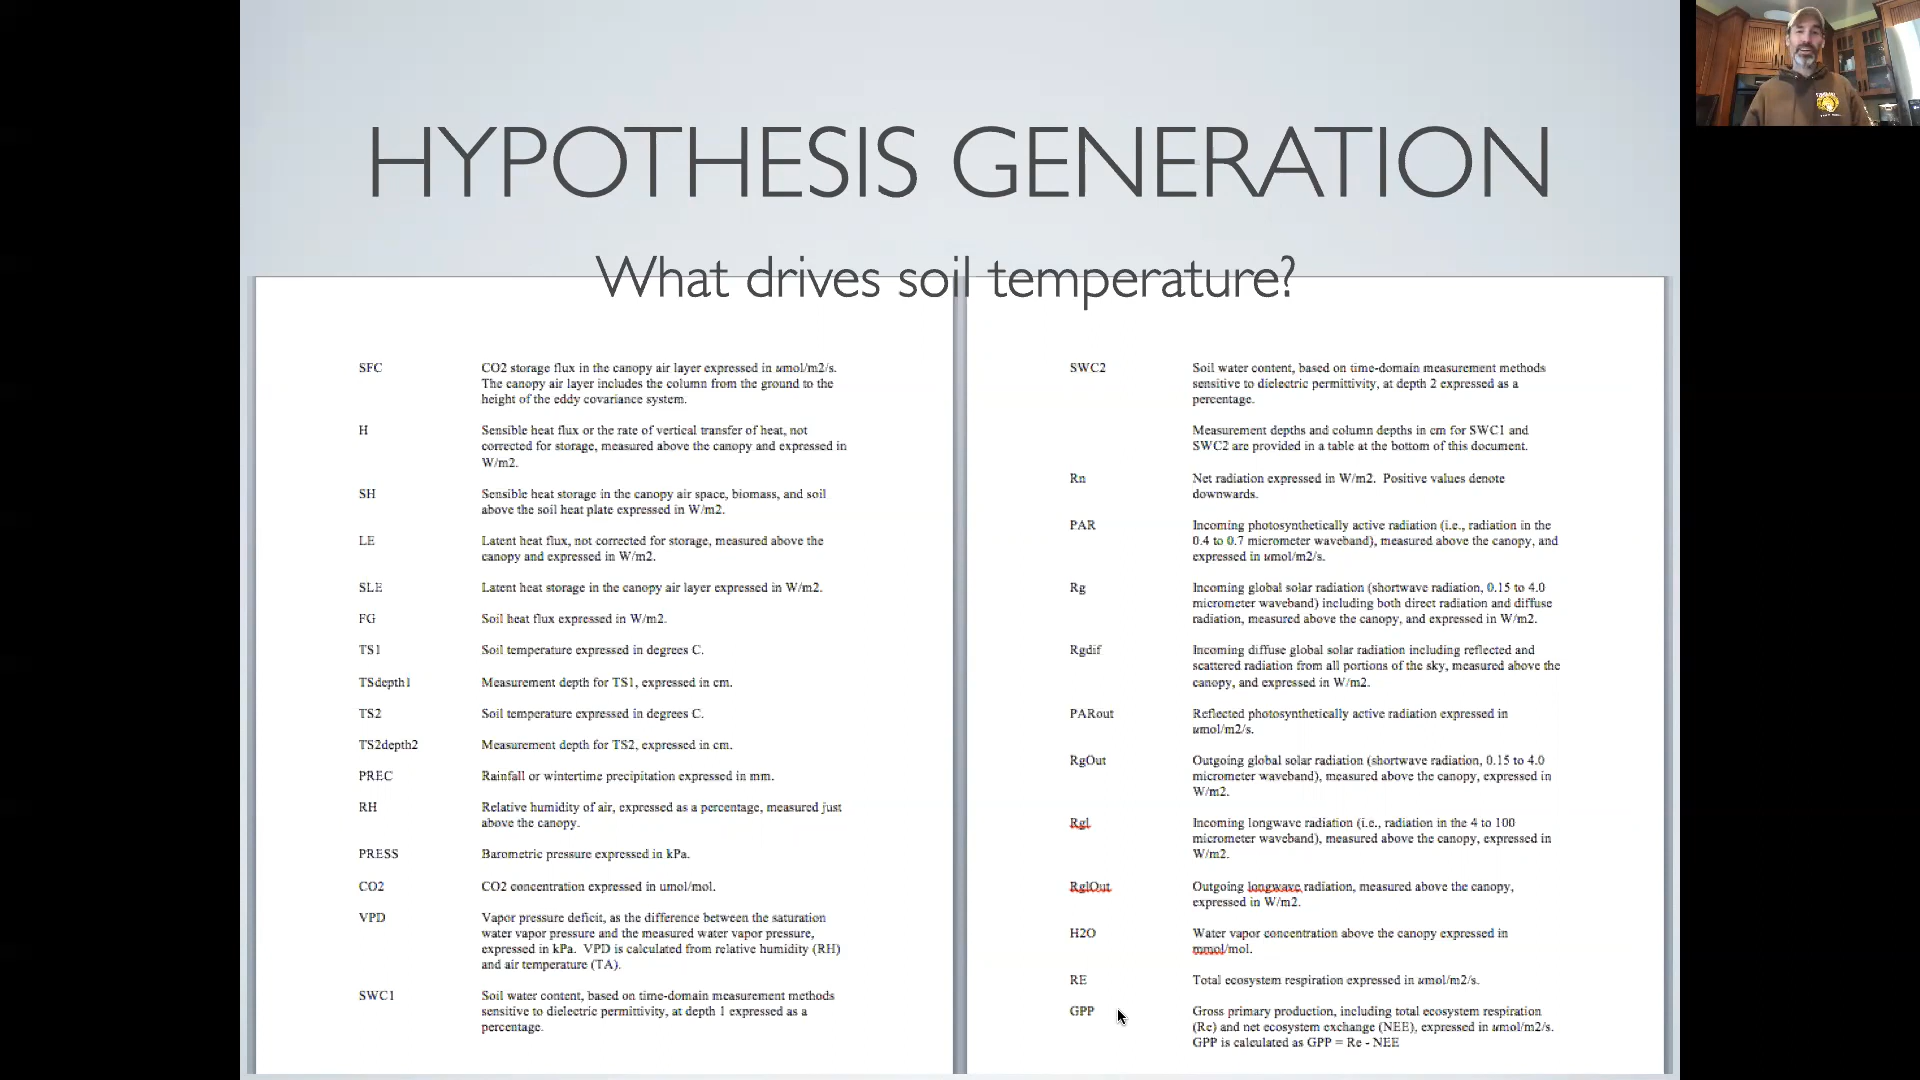 HYPOTHESIS GENERATION
What drives soil temperature?
SFC
CO2 storage flux in the canopy air layer expressed in umol/m2/s.
The canopy air layer includes the column from the ground to the
height of the eddy covariance system.
H
Sensible heat flux or the rate of vertical transfer of heat, not
corrected for storage, measured above the canopy and expressed in
W/m2.
SH
Sensible heat storage in the canopy air space, biomass, and soil
above the soil heat plate expressed in W/m2.
LE
Latent heat flux, not corrected for storage, measured above the
canopy and expressed in W/m2.
SLE
Latent heat storage in the canopy air layer expressed in W/m2.
FG
Soil heat flux expressed in W/m2.
TS1
Soil temperature expressed in degrees C.
TSdepth1
Measurement depth for TS1, expressed in cm.
TS2
Soil temperature expressed in degrees C.
TS2depth2
Measurement depth for TS2, expressed in cm.
PREC
Rainfall or wintertime precipitation expressed in mm.
RH
Relative humidity of air, expressed as a percentage, measured just
above the canopy.
PRESS
Barometric pressure expressed in kPa.
CO2
CO2 concentration expressed in umol/mol.
VPD
Vapor pressure deficit, as the difference between the saturation
water vapor pressure and the measured water vapor pressure,
expressed in kPa. VPD is calculated from relative humidity (RH)
and air temperature (TA).
SWC1
Soil water content, based on time-domain measurement methods
sensitive to dielectric permittivity, at depth 1 expressed as a
percentage.
SWC2
Soil water content, based on time-domain measurement methods
sensitive to dielectric permittivity, at depth 2 expressed as a
percentage.
Measurement depths and column depths in cm for SWC1 and
SWC2 are provided in a table at the bottom of this document.
Rn
Net radiation expressed in W/m2. Positive values denote
downwards.
PAR
Incoming photosynthetically active radiation (i.e., radiation in the
0.4 to 0.7 micrometer waveband), measured above the canopy, and
expressed in umol/m2/s.
Rg
Incoming global solar radiation (shortwave radiation, 0.15 to 4.0
micrometer waveband) including both direct radiation and diffuse
radiation, measured above the canopy, and expressed in W/m2.
Rgdif
Incoming diffuse global solar radiation including reflected and
scattered radiation from all portions of the sky, measured above the
canopy, and expressed in W/m2.
PARout
Reflected photosynthetically active radiation expressed in
umol/m2/s.
RgOut
Outgoing global solar radiation (shortwave radiation, 0.15 to 4.0
micrometer waveband), measured above the canopy, expressed in
W/m2.
Rgl
Incoming longwave radiation (i.e., radiation in the 4 to 100
micrometer waveband), measured above the canopy, expressed in
W/m2.
RglOut
Outgoing longwave radiation, measured above the canopy,
expressed in W/m2.
H2O
Water vapor concentration above the canopy expressed in
mmol/mol.
RE
Total ecosystem respiration expressed in umol/m2/s.
GPP
Gross primary production, including total ecosystem respiration
(Re) and net ecosystem exchange (NEE), expressed in umol/m2/s.
GPP is calculated as GPP = Re - NEE